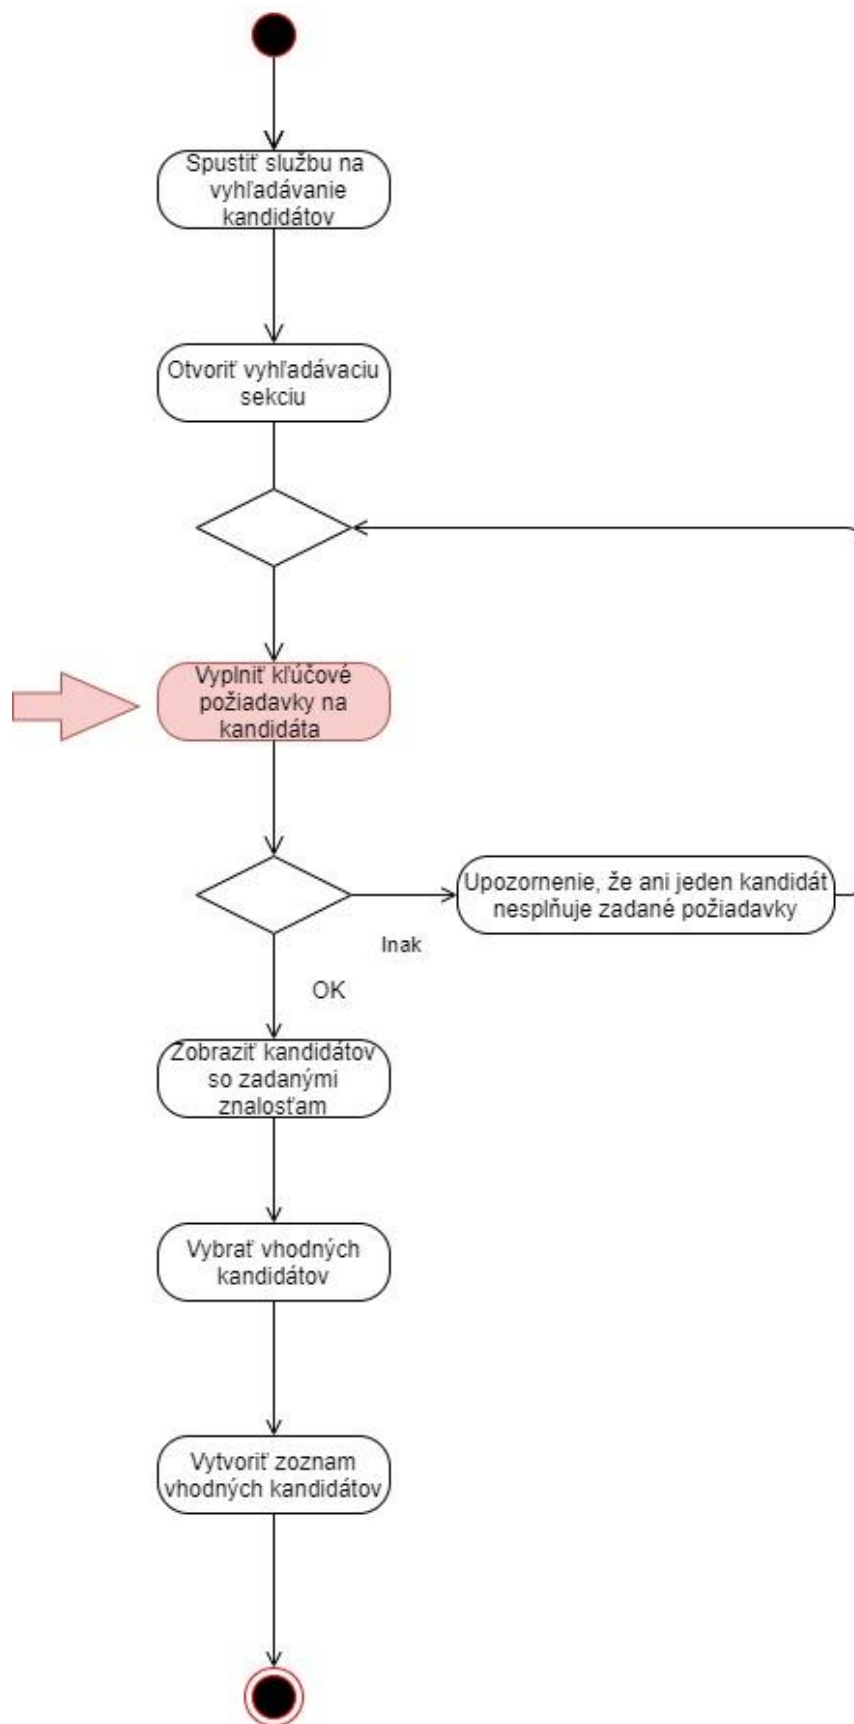 Spustiť službu na
vyhľadávanie
kandidátov
Otvoriť vyhľadávaciu
sekciu
Vyplniť kľúčové
požiadavky na
kandidáta
Upozornenie, že ani jeden kandidát
nesplňuje zadané požiadavky
Inak
OK
Zobraziť kandidátov
so zadanými
znalosťam
Vybrať vhodných
kandidátov
Vytvoriť zoznam
vhodných kandidátov